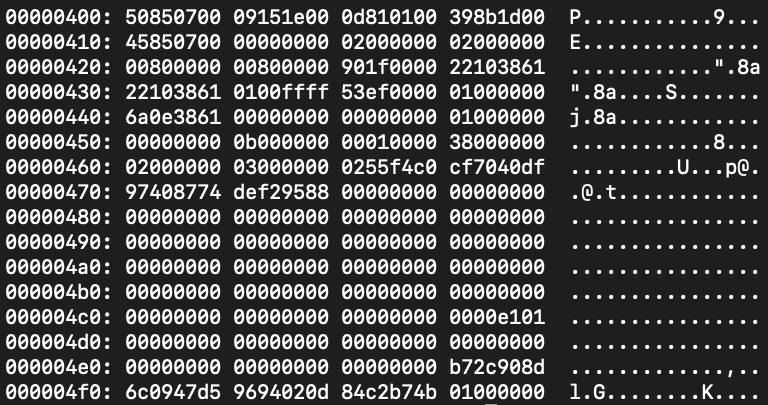 00000400: 50850700 09151e00 0d810100 398b1d00  P...........9...
00000410: 45850700 00000000 02000000 02000000  E...............
00000420: 00800000 00800000 901f0000 22103861  ............".8a
00000430: 22103861 0100ffff 53ef0000 01000000  ".8a....S.......
00000440: 6a0e3861 00000000 00000000 01000000  j.8a............
00000450: 00000000 0b000000 00010000 38000000  ............8...
00000460: 02000000 03000000 0255f4c0 cf7040df  .........U...p@.
00000470: 97408774 def29588 00000000 00000000  .@.t............
00000480: 00000000 00000000 00000000 00000000  ................
00000490: 00000000 00000000 00000000 00000000  ................
000004a0: 00000000 00000000 00000000 00000000  ................
000004b0: 00000000 00000000 00000000 00000000  ................
000004c0: 00000000 00000000 00000000 0000e101  ................
000004d0: 00000000 00000000 00000000 00000000  ................
000004e0: 00000000 00000000 00000000 b72c908d  .............,..
000004f0: 6c0947d5 9694020d 84c2b74b 01000000  l.G........K....